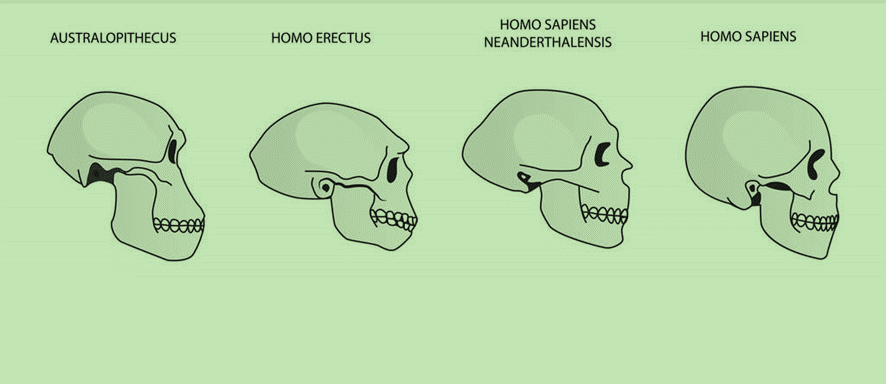 AUSTRALOPITHECUS
HOMO ERECTUS
HOMO SAPIENS
NEANDERTHALENSIS
HOMO SAPIENS